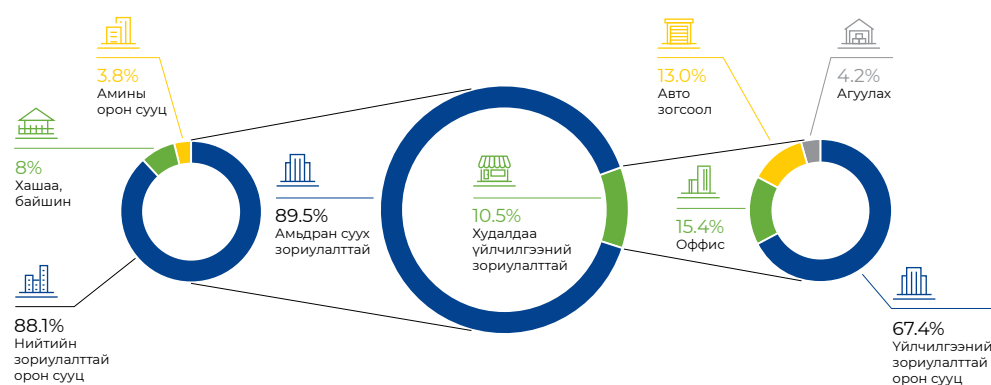 3.8%
Амины
орон сууц
8%
Хашаа,
байшин
88.1%
Нийтийн
зориулалттай
орон сууц
89.5%
Амьдран суух
зориулалттай
10.5%
Худалдаа
үйлчилгээний
зориулалттай
13.0%
Авто
зогсоол
4.2%
Агуулах
15.4%
Оффис
67.4%
Үйлчилгээний
зориулалттай
орон сууц